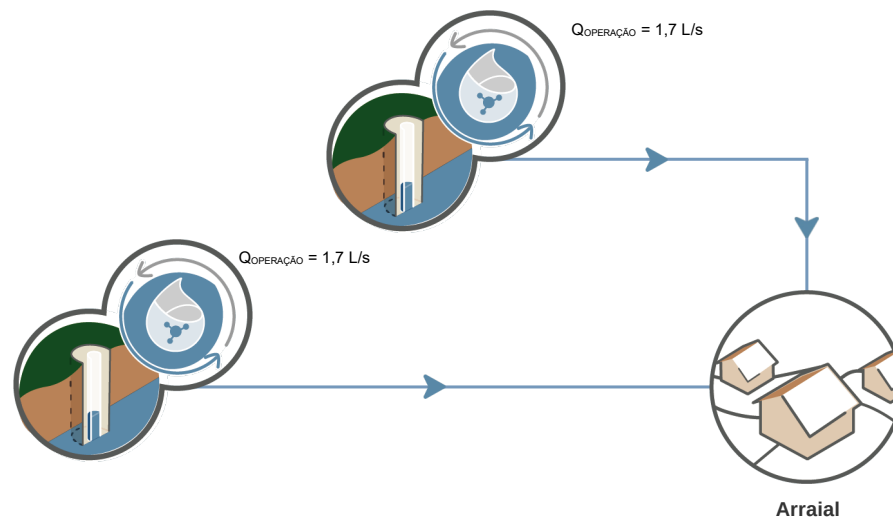 QOPERAÇÃO = 1,7 L/s
QOPERAÇÃO = 1,7 L/s
Arraial